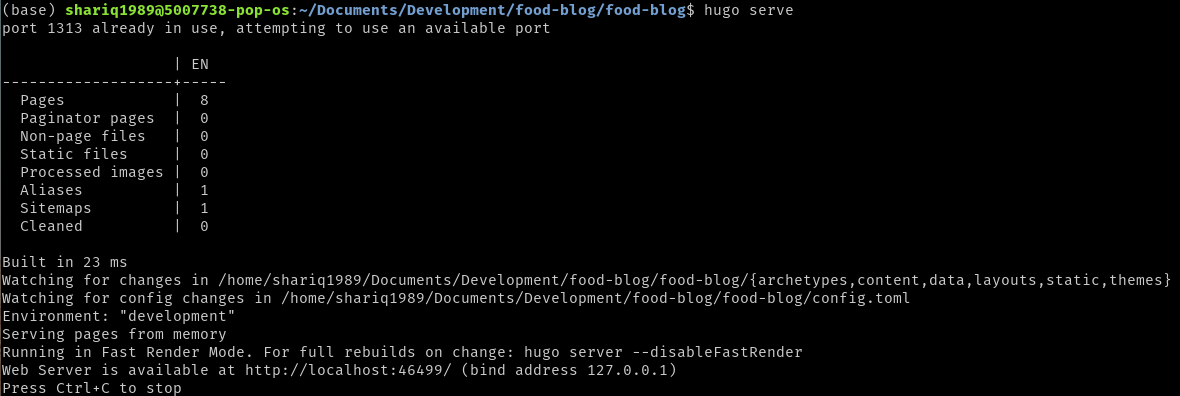 (base) shariq1989@5007738-pop-os:~/Documents/Development/food-blog/food-blog$ hugo serve
port 1313 already in use, attempting to use an available port
                   | EN
-------------------+-----
  Pages            |  8
  Paginator pages  |  0
  Non-page files   |  0
  Static files     |  0
  Processed images |  0
  Aliases          |  1
  Sitemaps         |  1
  Cleaned          |  0
Built in 23 ms
Watching for changes in /home/shariq1989/Documents/Development/food-blog/food-blog/{archetypes,content,data,layouts,static,themes}
Watching for config changes in /home/shariq1989/Documents/Development/food-blog/food-blog/config.toml
Environment: "development"
Serving pages from memory
Running in Fast Render Mode. For full rebuilds on change: hugo server --disableFastRender
Web Server is available at http://localhost:46499/ (bind address 127.0.0.1)
Press Ctrl+C to stop